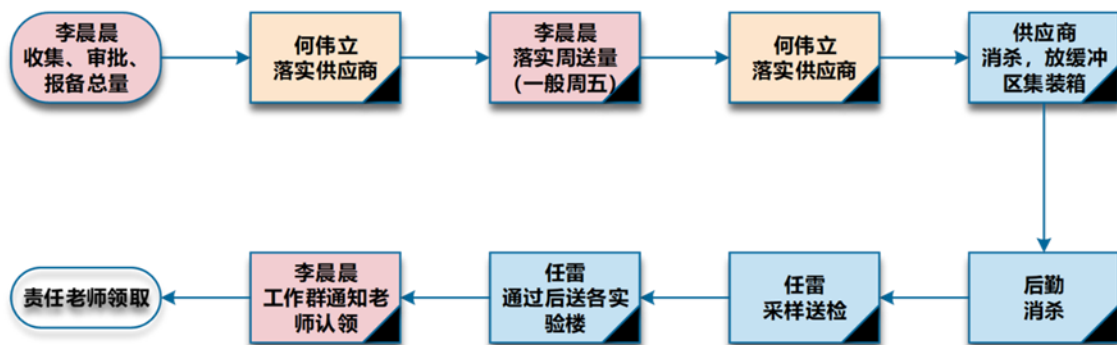 李晨晨
收集、审批、
报备总量
何伟立
落实供应商
李晨晨
落实周送量
(一般周五)
何伟立
落实供应商
供应商
消杀，放缓冲
区集装箱
后勤
消杀
任雷
采样送检
任雷
通过后送各实
验楼
李晨晨
工作群通知老
师认领
责任老师领取